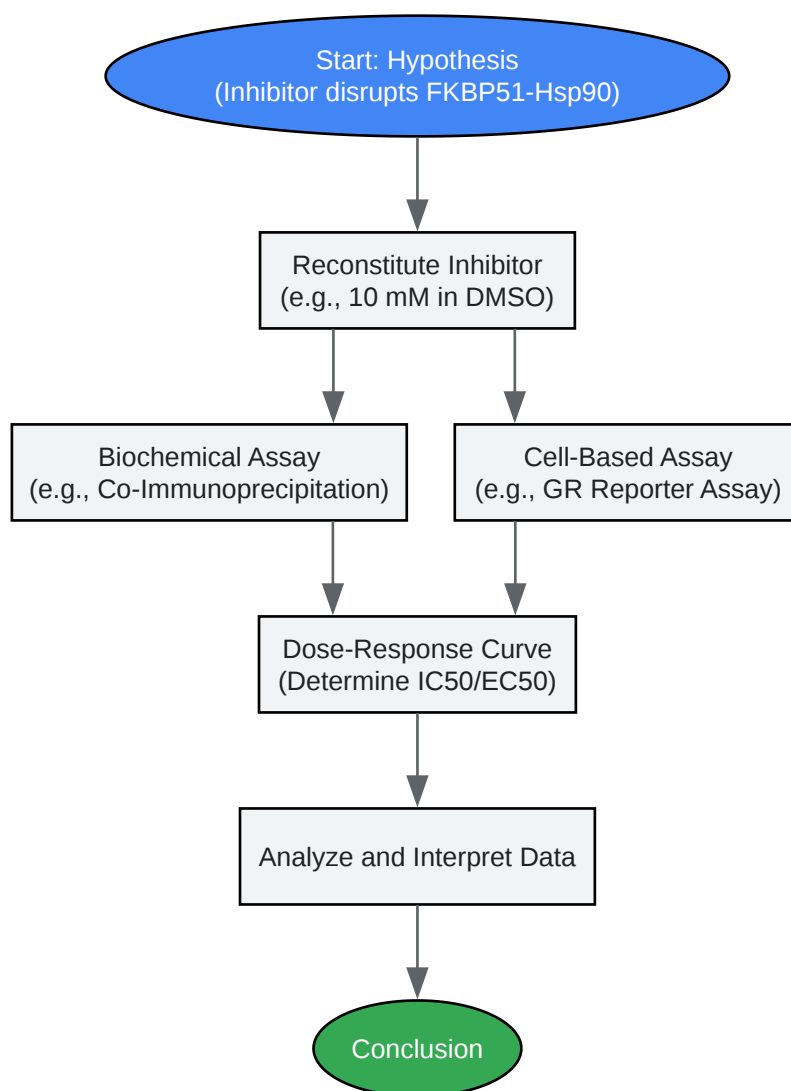 Start: Hypothesis
(Inhibitor disrupts FKBP51-Hsp90)
Reconstitute Inhibitor
(e.g., 10 mM in DMSO)
Biochemical Assay
(e.g., Co-Immunoprecipitation)
Cell-Based Assay
(e.g., GR Reporter Assay)
Dose-Response Curve
(Determine IC50/EC50)
Analyze and Interpret Data
Conclusion